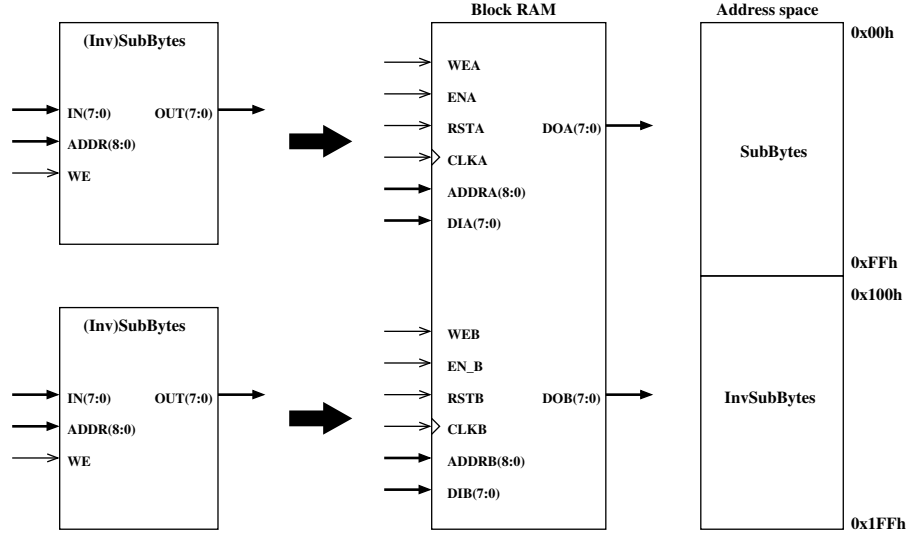 Block RAM
Address space
(Inv)SubBytes
IN(7:0)
OUT(7:0)
ADDR(8:0)
WE
(Inv)SubBytes
IN(7:0)
OUT(7:0)
ADDR(8:0)
WE
WEA
ENA
RSTA
DOA(7:0)
CLKA
ADDRA(8:0)
DIA(7:0)
WEB
EN_B
RSTB
DOB(7:0)
CLKB
ADDRB(8:0)
DIB(7:0)
0x00h
SubBytes
0xFFh
0x100h
InvSubBytes
0x1FFh